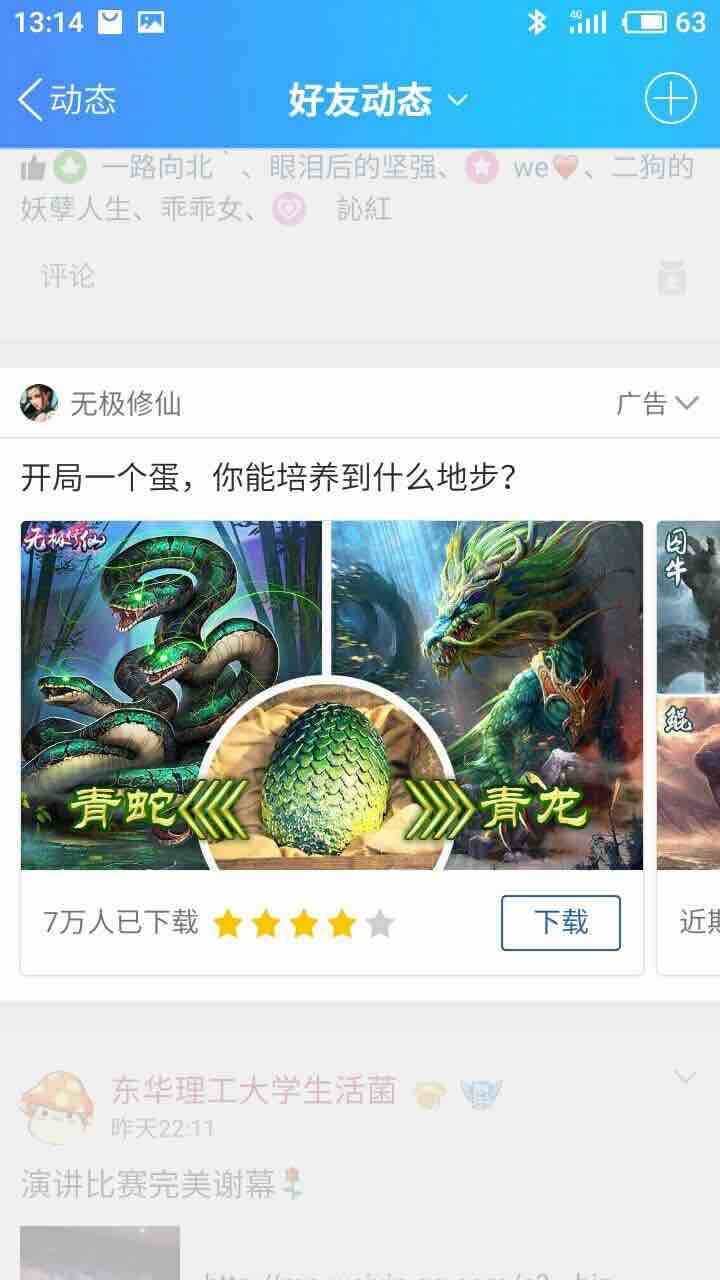 13:14 4G 63
动态 好友动态
一路向北｀、眼泪后的坚强、 we❤️、二狗的
妖孽人生、乖乖女、 訫紅
评论
无极修仙 广告
开局一个蛋，你能培养到什么地步？
无极修仙
囚牛
鲲
青蛇 青龙
7万人已下载 下载 近期
东华理工大学生活菌
昨天22:11
演讲比赛完美谢幕🌹